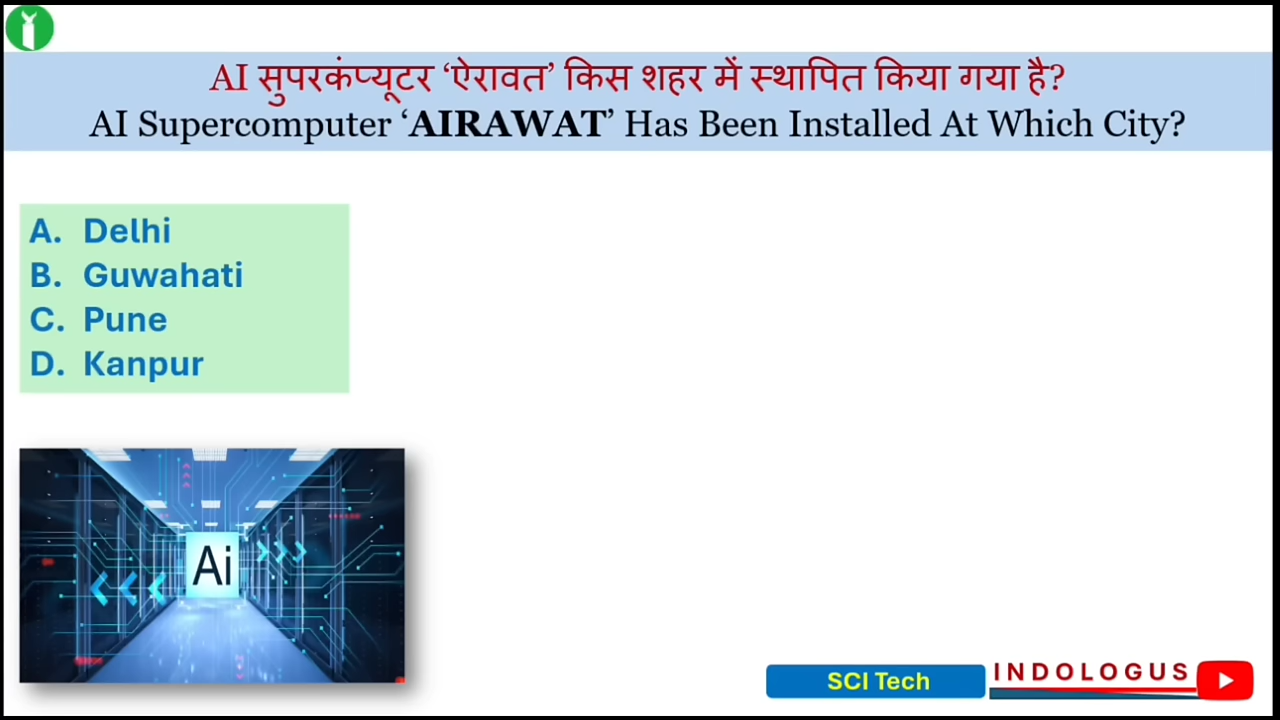 AI सुपरकंप्यूटर ‘ऐरावत’ किस शहर में स्थापित किया गया है?
AI Supercomputer ‘AIRAWAT’ Has Been Installed At Which City?
A. Delhi
B. Guwahati
C. Pune
D. Kanpur
Ai
SCI Tech
INDOLOGUS